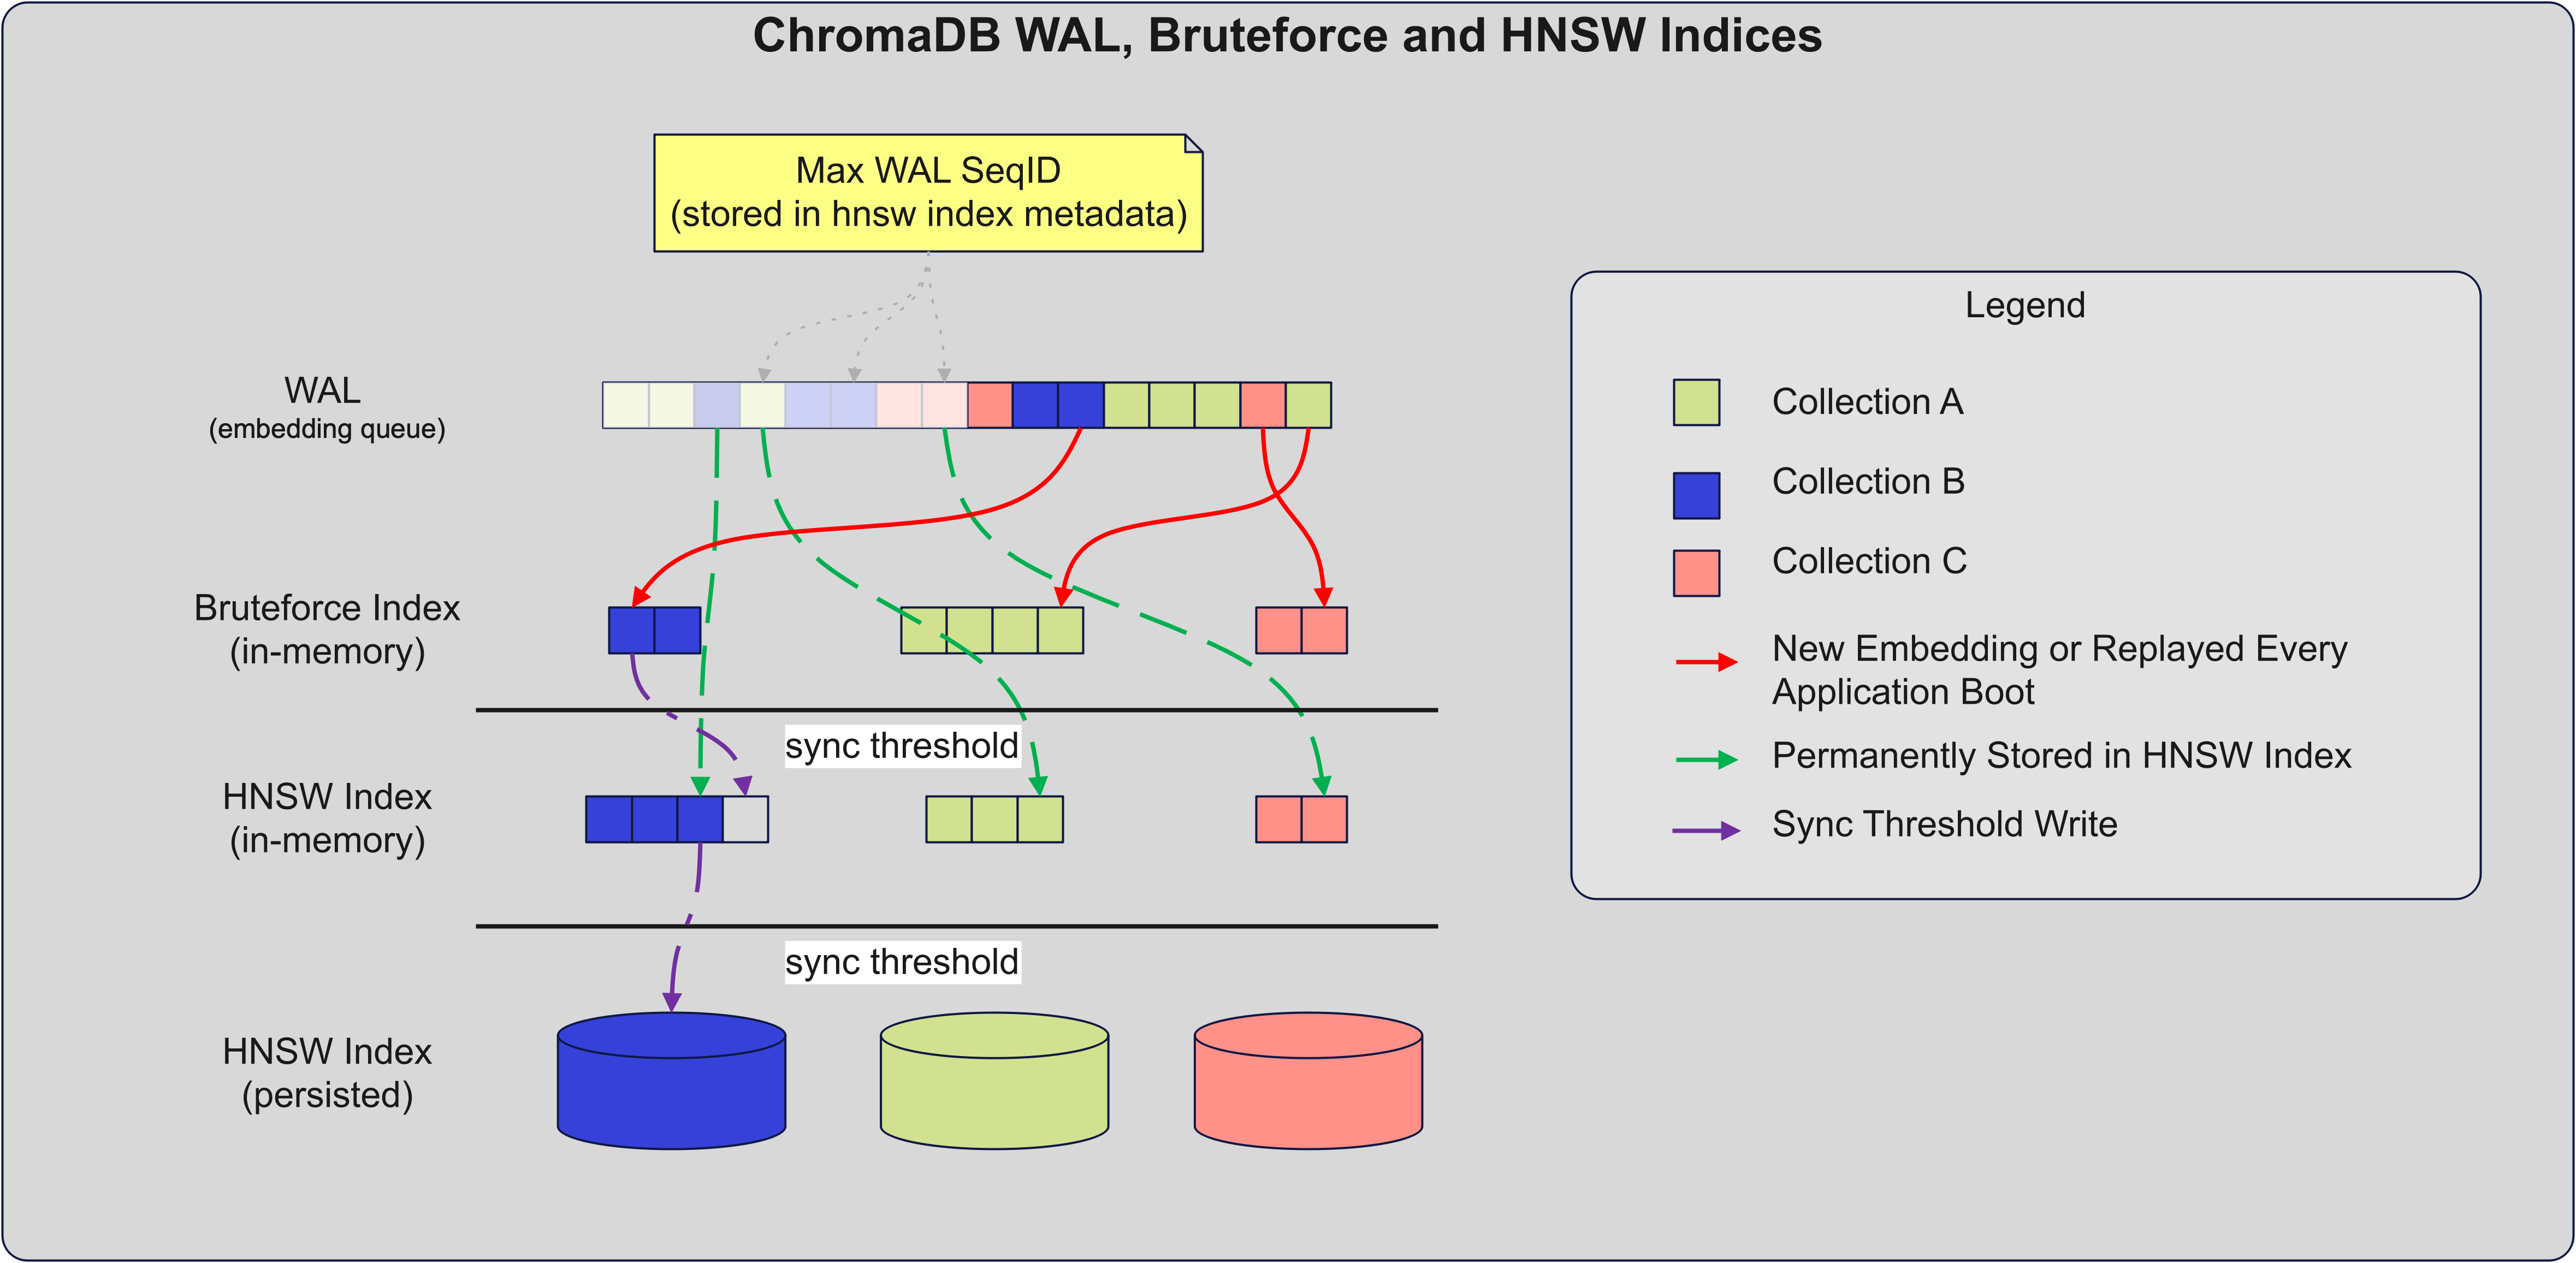 ChromaDB WAL, Bruteforce and HNSW Indices
Max WAL SeqID
(stored in hnsw index metadata)
WAL
(embedding queue)
Bruteforce Index
(in-memory)
sync threshold
HNSW Index
(in-memory)
sync threshold
HNSW Index
(persisted)
Legend
Collection A
Collection B
Collection C
New Embedding or Replayed Every
Application Boot
Permanently Stored in HNSW Index
Sync Threshold Write